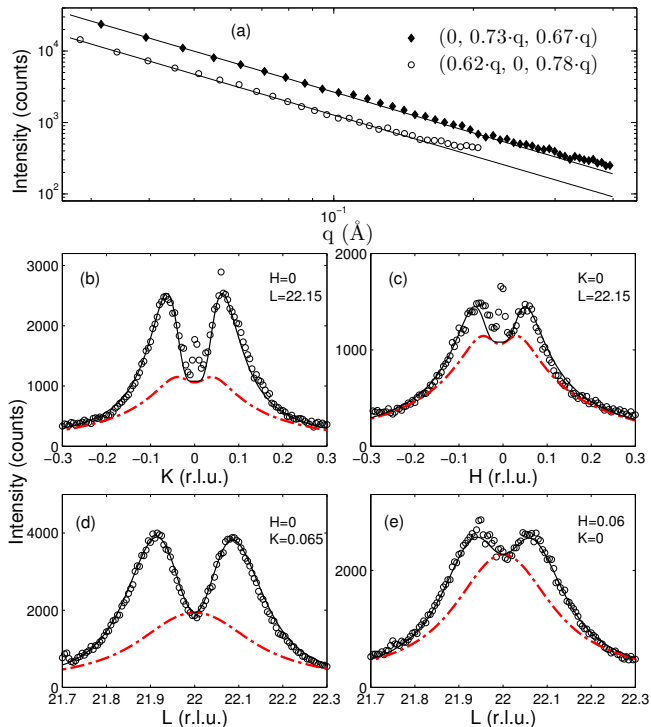 (a)
(0, 0.73·q, 0.67·q)
(0.62·q, 0, 0.78·q)
Intensity (counts)
10^4
10^3
10^2
10^-1
q (Å)
(b)
H=0
L=22.15
3000
2000
1000
0
-0.3 -0.2 -0.1 0 0.1 0.2 0.3
K (r.l.u.)
(c)
K=0
L=22.15
2000
1000
0
-0.3 -0.2 -0.1 0 0.1 0.2 0.3
H (r.l.u.)
Intensity (counts)
(d)
H=0
K=0.065
4000
2000
0
21.7 21.8 21.9 22 22.1 22.2 22.3
L (r.l.u.)
(e)
H=0.06
K=0
2000
0
21.7 21.8 21.9 22 22.1 22.2 22.3
L (r.l.u.)